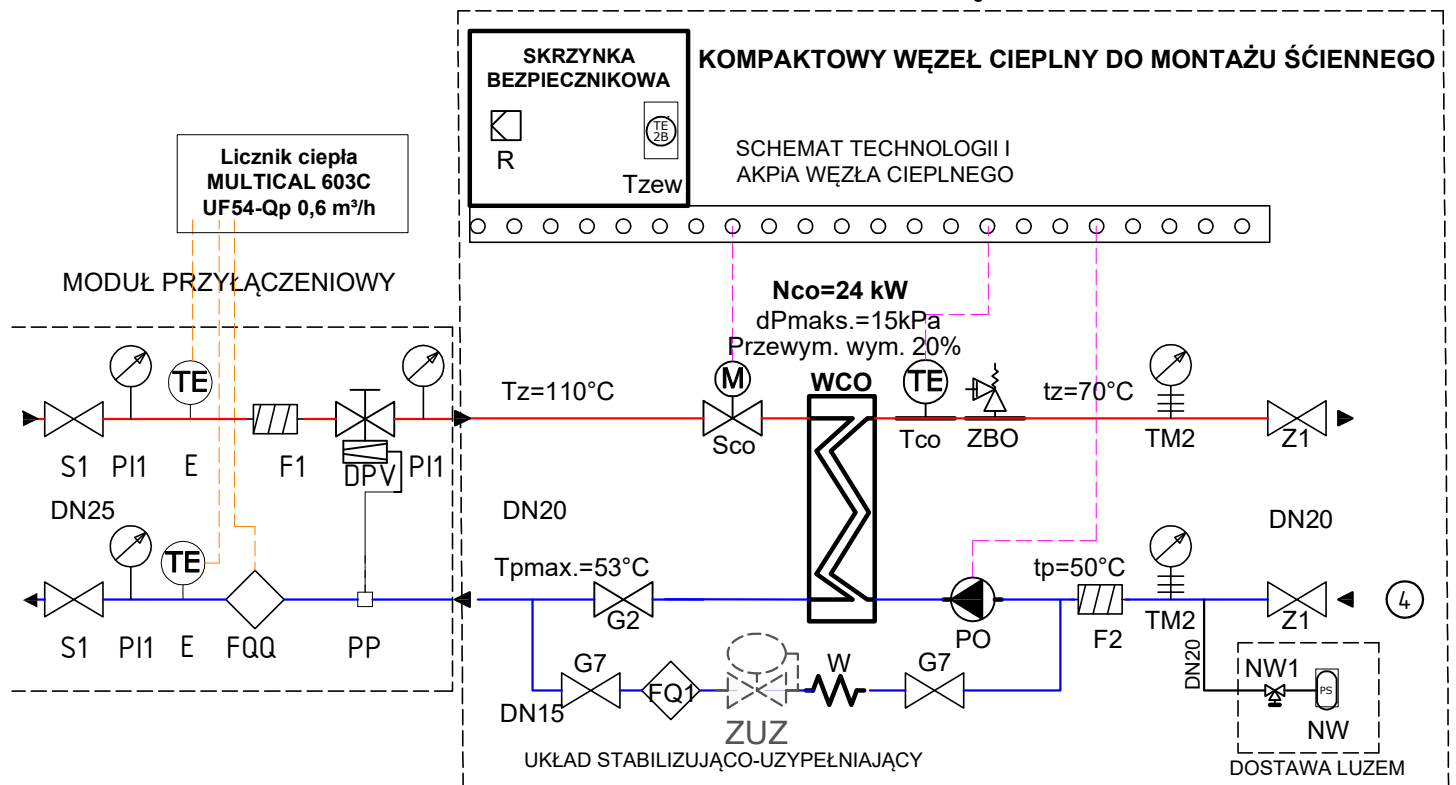 SKRZYNKA
BEZPIECZNIKOWA
KOMPAKTOWY WĘZEŁ CIEPLNY DO MONTAŻU ŚĆIENNEGO
TE
2B
R
Tzew
SCHEMAT TECHNOLOGII I
AKPiA WĘZŁA CIEPLNEGO
Licznik ciepła
MULTICAL 603C
UF54-Qp 0,6 m³/h
MODUŁ PRZYŁĄCZENIOWY
Nco=24 kW
dPmaks.=15kPa
Przewym. wym. 20%
TE
Tz=110°C
M
WCO
TE
tz=70°C
S1
PI1
E
F1
DPV
PI1
Sco
Tco
ZBO
TM2
Z1
DN25
DN20
DN20
TE
Tpmax.=53°C
tp=50°C
4
S1
PI1
E
FQQ
PP
G2
PO
F2
TM2
Z1
G7
FQ1
W
G7
DN20
NW1
PS
NW
DN15
ZUZ
UKŁAD STABILIZUJĄCO-UZYPEŁNIAJĄCY
DOSTAWA LUZEM